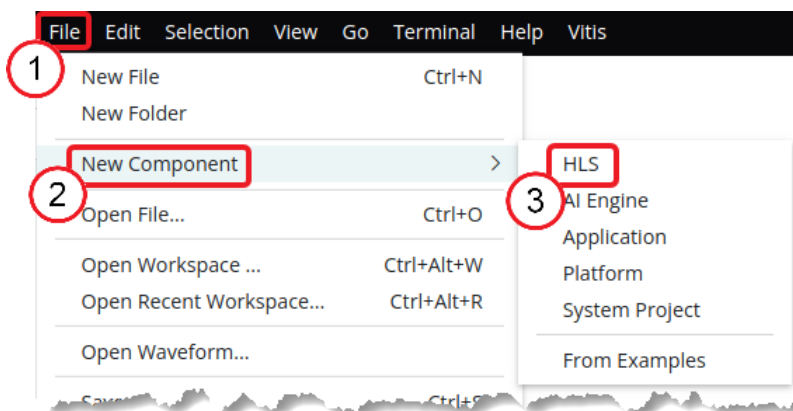 File Edit Selection View Go Terminal Help Vitis
1
New File Ctrl+N
New Folder
New Component >
HLS
2
3
AI Engine
Open File... Ctrl+O
Application
Open Workspace ... Ctrl+Alt+W
Platform
Open Recent Workspace... Ctrl+Alt+R
System Project
Open Waveform...
From Examples